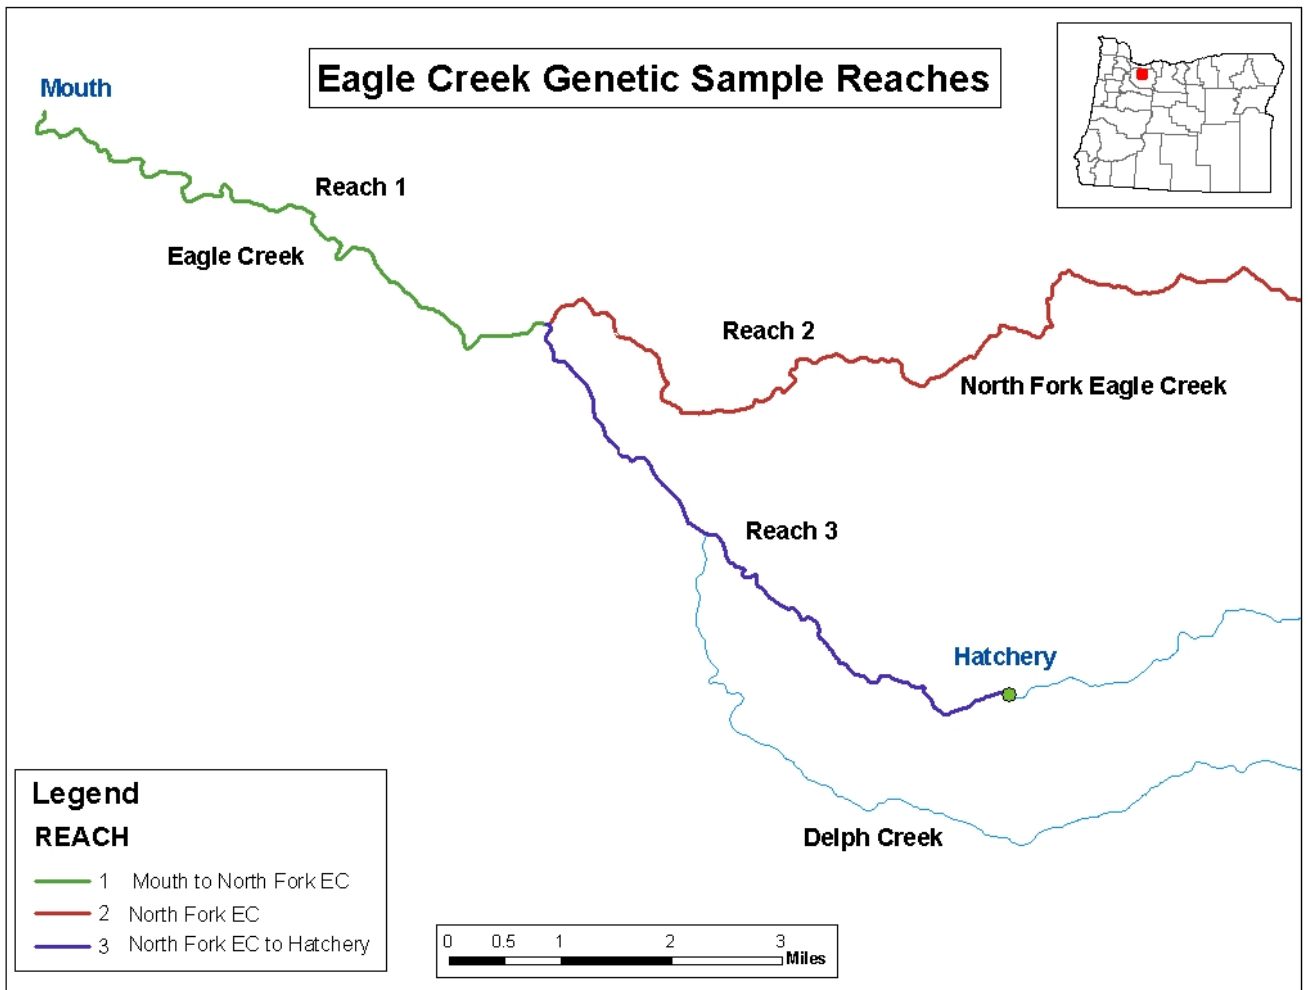 Eagle Creek Genetic Sample Reaches
Mouth
Reach 1
Eagle Creek
Reach 2
North Fork Eagle Creek
Reach 3
Hatchery
Delph Creek
Legend
REACH
1 Mouth to North Fork EC
2 North Fork EC
3 North Fork EC to Hatchery
0 0.5 1 2 3
Miles